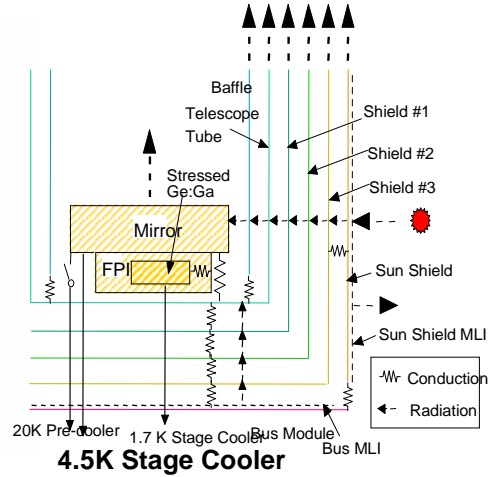 Baffle
Telescope
Tube
Shield #1
Shield #2
Shield #3
Stressed
Ge:Ga
Mirror
FPI
Sun Shield
Sun Shield MLI
Conduction
Radiation
20K Pre-cooler
1.7 K Stage Cooler
Bus Module
Bus MLI
4.5K Stage Cooler